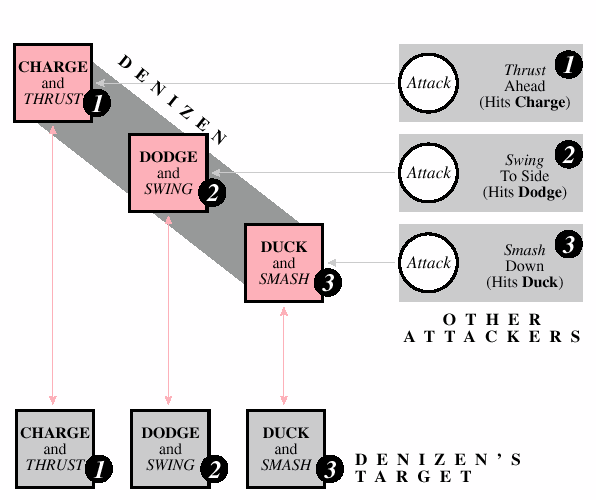 DENIZEN
CHARGE
and
THRUST
1
DODGE
and
SWING
2
DUCK
and
SMASH
3
Attack
Thrust
Ahead
(Hits Charge)
1
Attack
Swing
To Side
(Hits Dodge)
2
Attack
Smash
Down
(Hits Duck)
3
OTHER
ATTACKERS
CHARGE
and
THRUST
1
DODGE
and
SWING
2
DUCK
and
SMASH
3
DENIZEN'S
TARGET